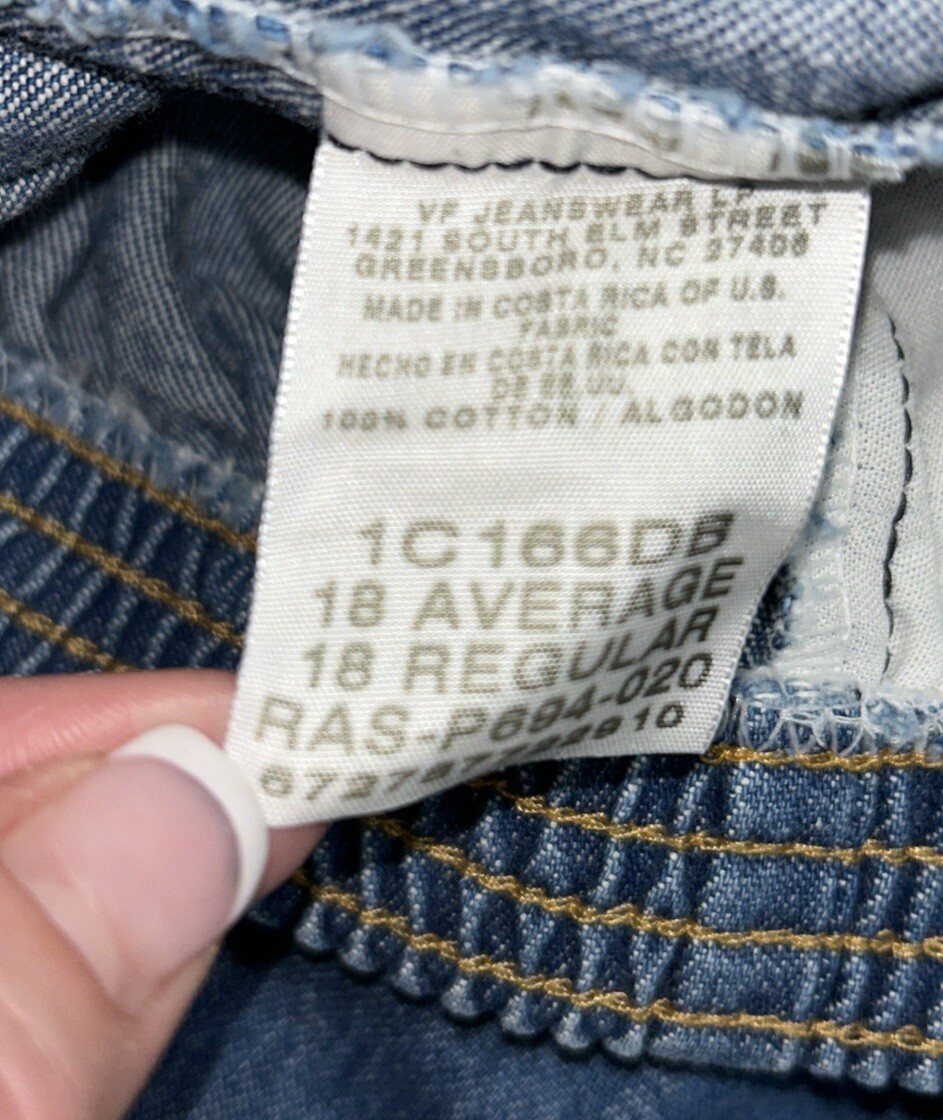 VF JEANSWEAR LP
1421 SOUTH ELM STREET
GREENSBORO, NC 27406
MADE IN COSTA RICA OF U.S.
FABRIC
HECHO EN COSTA RICA CON TELA
DE EE.UU.
100% COTTON / ALGODON
1C166DB
18 AVERAGE
18 REGULAR
RAS-P694-020